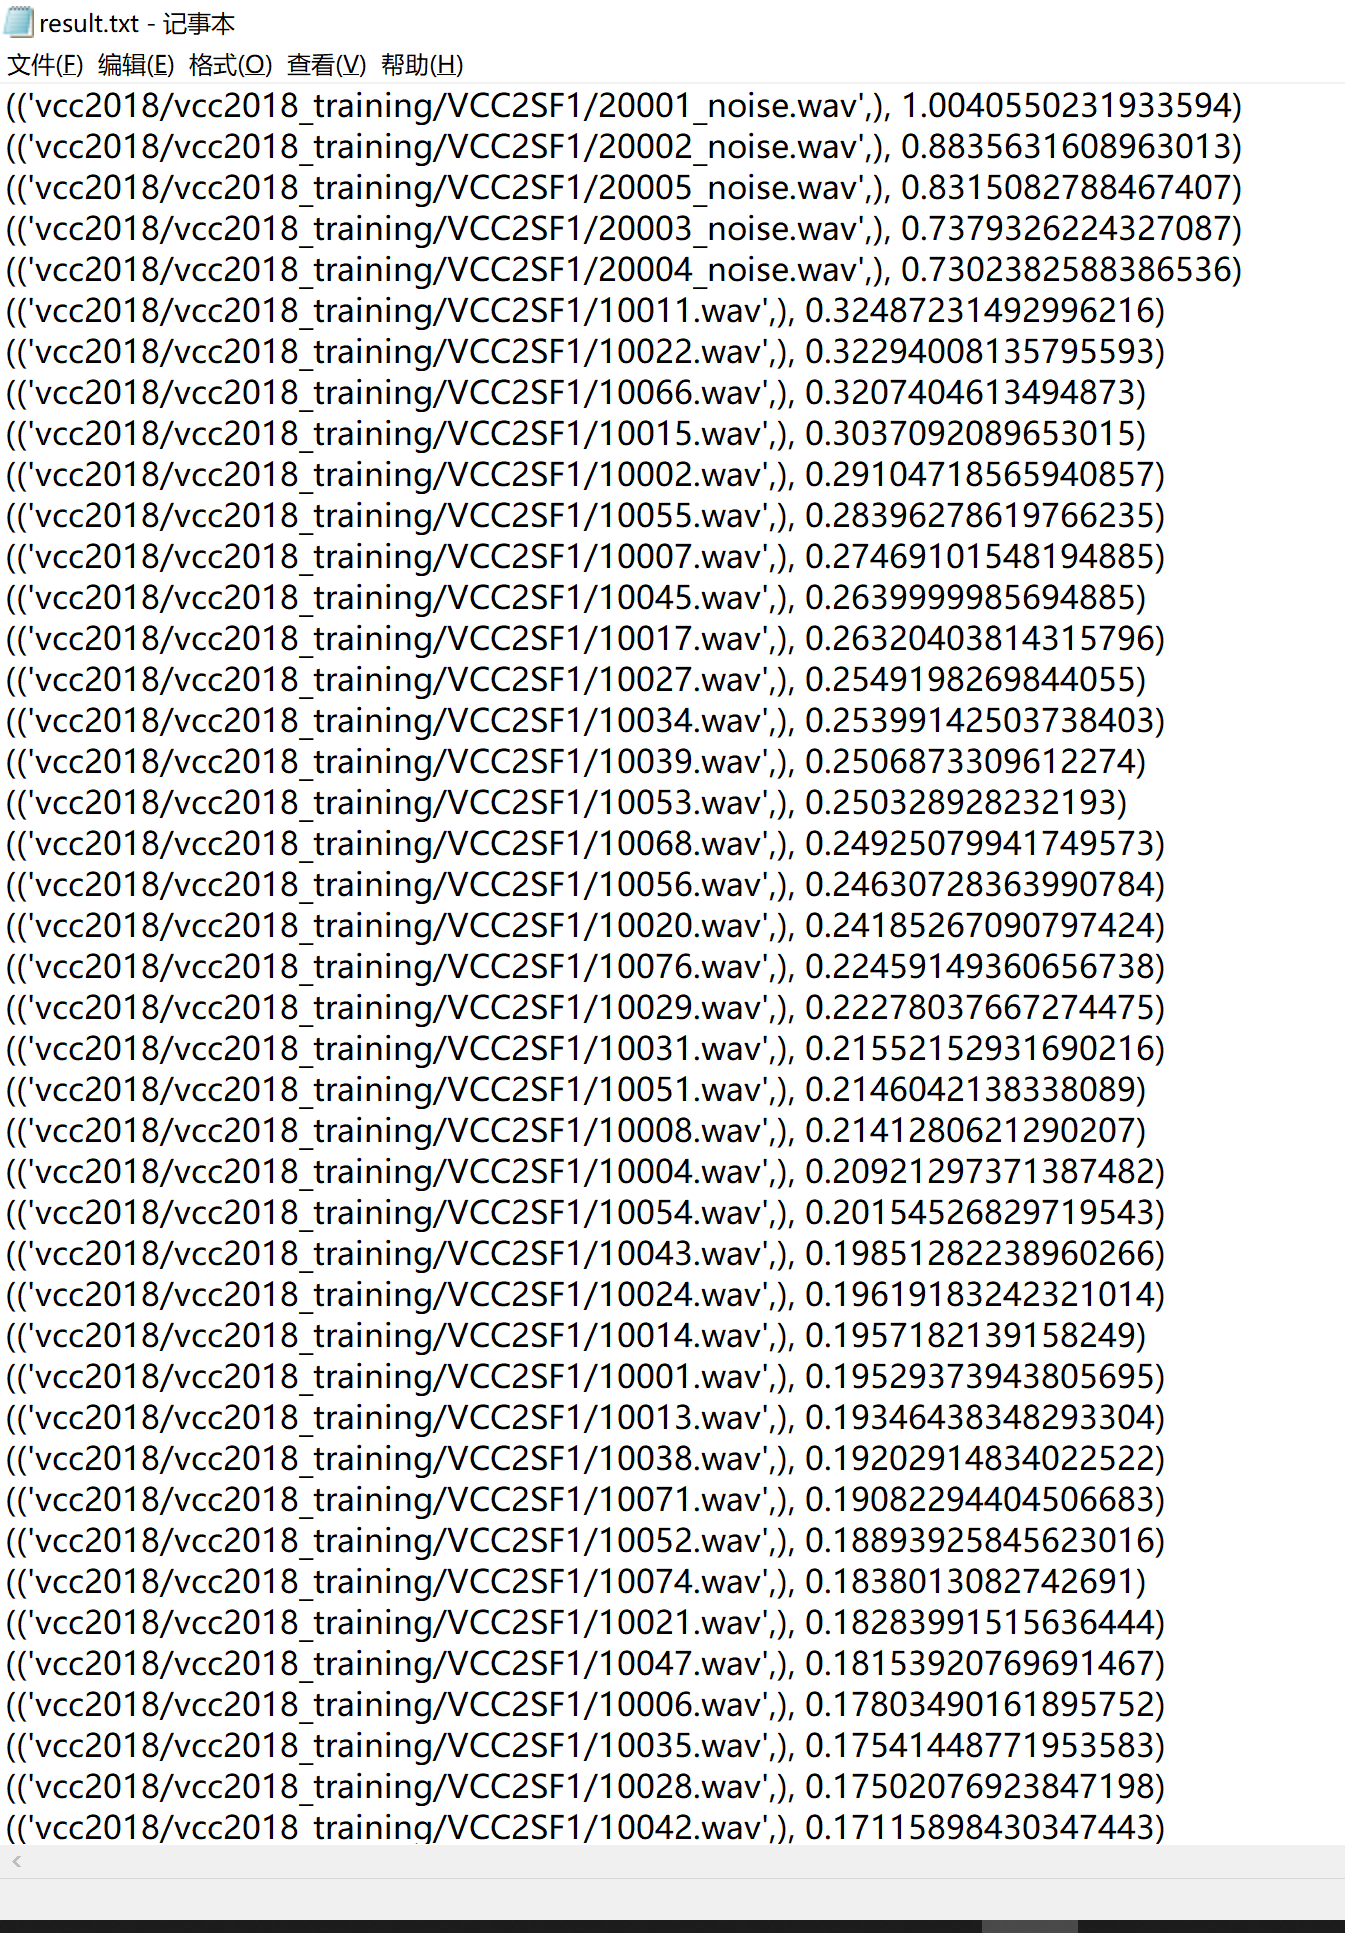 result.txt - 记事本
文件(F) 编辑(E) 格式(O) 查看(V) 帮助(H)
(('vcc2018/vcc2018_training/VCC2SF1/20001_noise.wav',), 1.0040550231933594)
(('vcc2018/vcc2018_training/VCC2SF1/20002_noise.wav',), 0.8835631608963013)
(('vcc2018/vcc2018_training/VCC2SF1/20005_noise.wav',), 0.8315082788467407)
(('vcc2018/vcc2018_training/VCC2SF1/20003_noise.wav',), 0.7379326224327087)
(('vcc2018/vcc2018_training/VCC2SF1/20004_noise.wav',), 0.7302382588386536)
(('vcc2018/vcc2018_training/VCC2SF1/10011.wav',), 0.32487231492996216)
(('vcc2018/vcc2018_training/VCC2SF1/10022.wav',), 0.32294008135795593)
(('vcc2018/vcc2018_training/VCC2SF1/10066.wav',), 0.3207404613494873)
(('vcc2018/vcc2018_training/VCC2SF1/10015.wav',), 0.3037092089653015)
(('vcc2018/vcc2018_training/VCC2SF1/10002.wav',), 0.29104718565940857)
(('vcc2018/vcc2018_training/VCC2SF1/10055.wav',), 0.28396278619766235)
(('vcc2018/vcc2018_training/VCC2SF1/10007.wav',), 0.27469101548194885)
(('vcc2018/vcc2018_training/VCC2SF1/10045.wav',), 0.2639999985694885)
(('vcc2018/vcc2018_training/VCC2SF1/10017.wav',), 0.26320403814315796)
(('vcc2018/vcc2018_training/VCC2SF1/10027.wav',), 0.2549198269844055)
(('vcc2018/vcc2018_training/VCC2SF1/10034.wav',), 0.25399142503738403)
(('vcc2018/vcc2018_training/VCC2SF1/10039.wav',), 0.2506873309612274)
(('vcc2018/vcc2018_training/VCC2SF1/10053.wav',), 0.250328928232193)
(('vcc2018/vcc2018_training/VCC2SF1/10068.wav',), 0.24925079941749573)
(('vcc2018/vcc2018_training/VCC2SF1/10056.wav',), 0.24630728363990784)
(('vcc2018/vcc2018_training/VCC2SF1/10020.wav',), 0.24185267090797424)
(('vcc2018/vcc2018_training/VCC2SF1/10076.wav',), 0.22459149360656738)
(('vcc2018/vcc2018_training/VCC2SF1/10029.wav',), 0.22278037667274475)
(('vcc2018/vcc2018_training/VCC2SF1/10031.wav',), 0.21552152931690216)
(('vcc2018/vcc2018_training/VCC2SF1/10051.wav',), 0.2146042138338089)
(('vcc2018/vcc2018_training/VCC2SF1/10008.wav',), 0.2141280621290207)
(('vcc2018/vcc2018_training/VCC2SF1/10004.wav',), 0.20921297371387482)
(('vcc2018/vcc2018_training/VCC2SF1/10054.wav',), 0.20154526829719543)
(('vcc2018/vcc2018_training/VCC2SF1/10043.wav',), 0.19851282238960266)
(('vcc2018/vcc2018_training/VCC2SF1/10024.wav',), 0.19619183242321014)
(('vcc2018/vcc2018_training/VCC2SF1/10014.wav',), 0.1957182139158249)
(('vcc2018/vcc2018_training/VCC2SF1/10001.wav',), 0.19529373943805695)
(('vcc2018/vcc2018_training/VCC2SF1/10013.wav',), 0.19346438348293304)
(('vcc2018/vcc2018_training/VCC2SF1/10038.wav',), 0.19202914834022522)
(('vcc2018/vcc2018_training/VCC2SF1/10071.wav',), 0.19082294404506683)
(('vcc2018/vcc2018_training/VCC2SF1/10052.wav',), 0.18893925845623016)
(('vcc2018/vcc2018_training/VCC2SF1/10074.wav',), 0.1838013082742691)
(('vcc2018/vcc2018_training/VCC2SF1/10021.wav',), 0.18283991515636444)
(('vcc2018/vcc2018_training/VCC2SF1/10047.wav',), 0.18153920769691467)
(('vcc2018/vcc2018_training/VCC2SF1/10006.wav',), 0.17803490161895752)
(('vcc2018/vcc2018_training/VCC2SF1/10035.wav',), 0.17541448771953583)
(('vcc2018/vcc2018_training/VCC2SF1/10028.wav',), 0.17502076923847198)
(('vcc2018/vcc2018_training/VCC2SF1/10042.wav',), 0.17115898430347443)